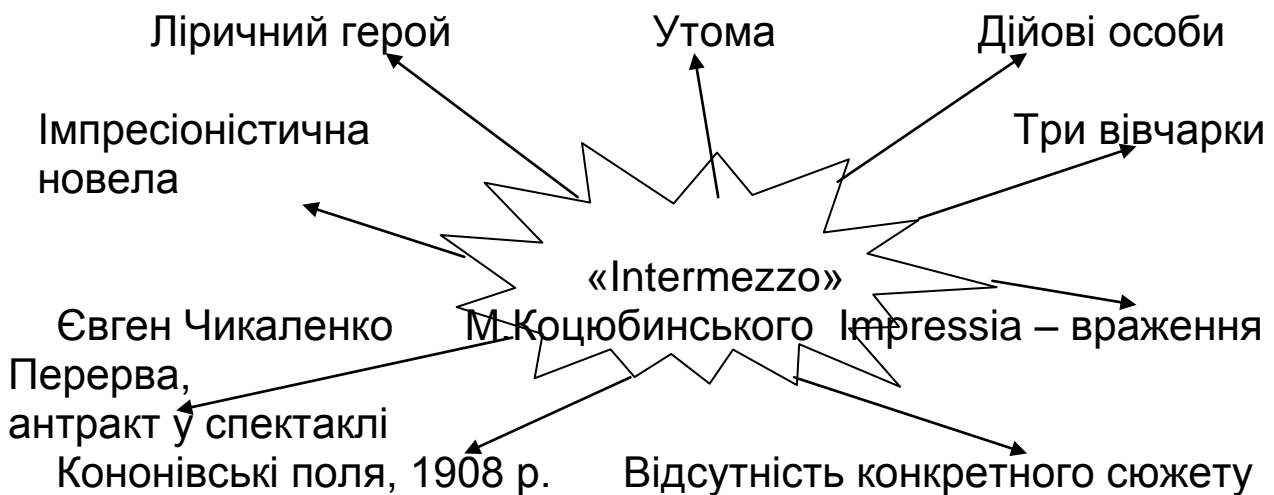 Ліричний герой Утома Дійові особи
Імпресіоністична Три вівчарки
новела
«Intermezzo»
Євген Чикаленко М.Коцюбинського Impressia – враження
Перерва,
антракт у спектаклі
Кононівські поля, 1908 р. Відсутність конкретного сюжету